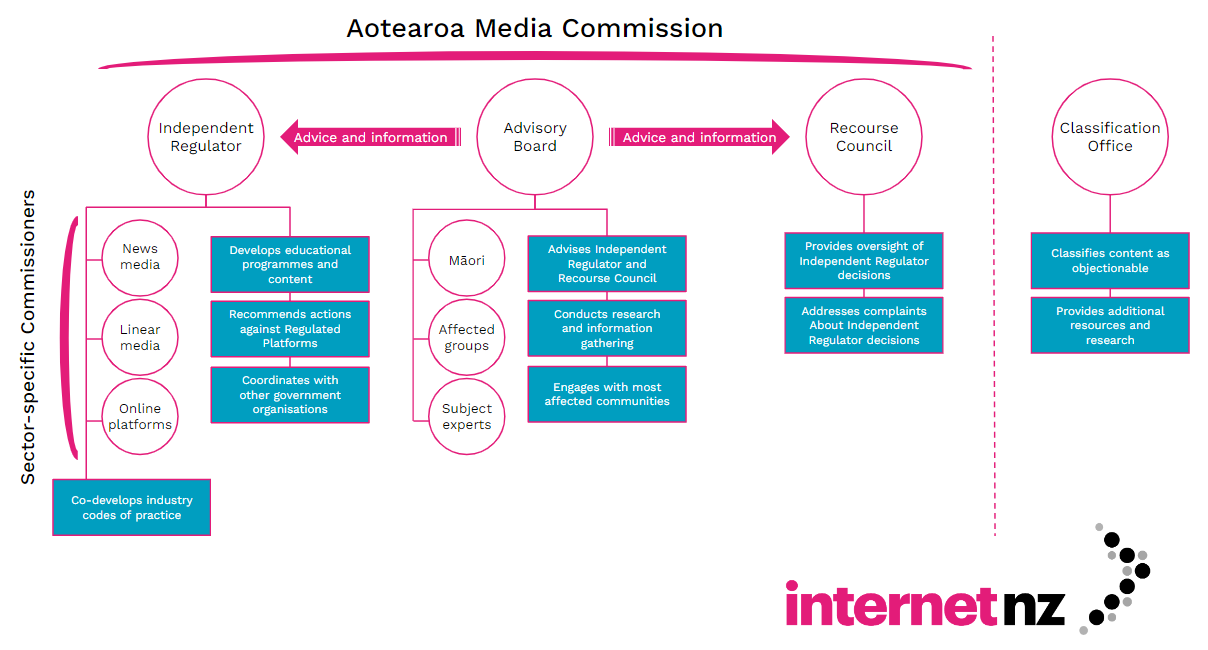 Aotearoa Media Commission
Independent
Regulator
Advice and information
Advisory
Board
Advice and information
Recourse
Council
Classification
Office
Sector-specific Commissioners
News
media
Linear
media
Online
platforms
Co-develops industry
codes of practice
Develops educational
programmes and
content
Recommends actions
against Regulated
Platforms
Coordinates with
other government
organisations
Māori
Affected
groups
Subject
experts
Advises Independent
Regulator and
Recourse Council
Conducts research
and information
gathering
Engages with most
affected communities
Provides oversight of
Independent Regulator
decisions
Addresses complaints
About Independent
Regulator decisions
Classifies content as
objectionable
Provides additional
resources and
research
internetnz